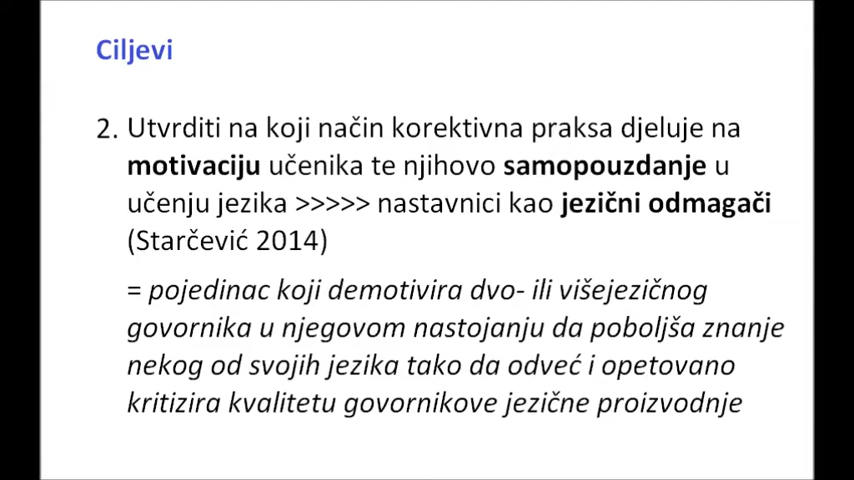 Ciljevi
2. Utvrditi na koji način korektivna praksa djeluje na
motivaciju učenika te njihovo samopouzdanje u
učenju jezika >>>>> nastavnici kao jezični odmagači
(Starčević 2014)
= pojedinac koji demotivira dvo- ili višejezičnog
govornika u njegovom nastojanju da poboljša znanje
nekog od svojih jezika tako da odveć i opetovano
kritizira kvalitetu govornikove jezične proizvodnje